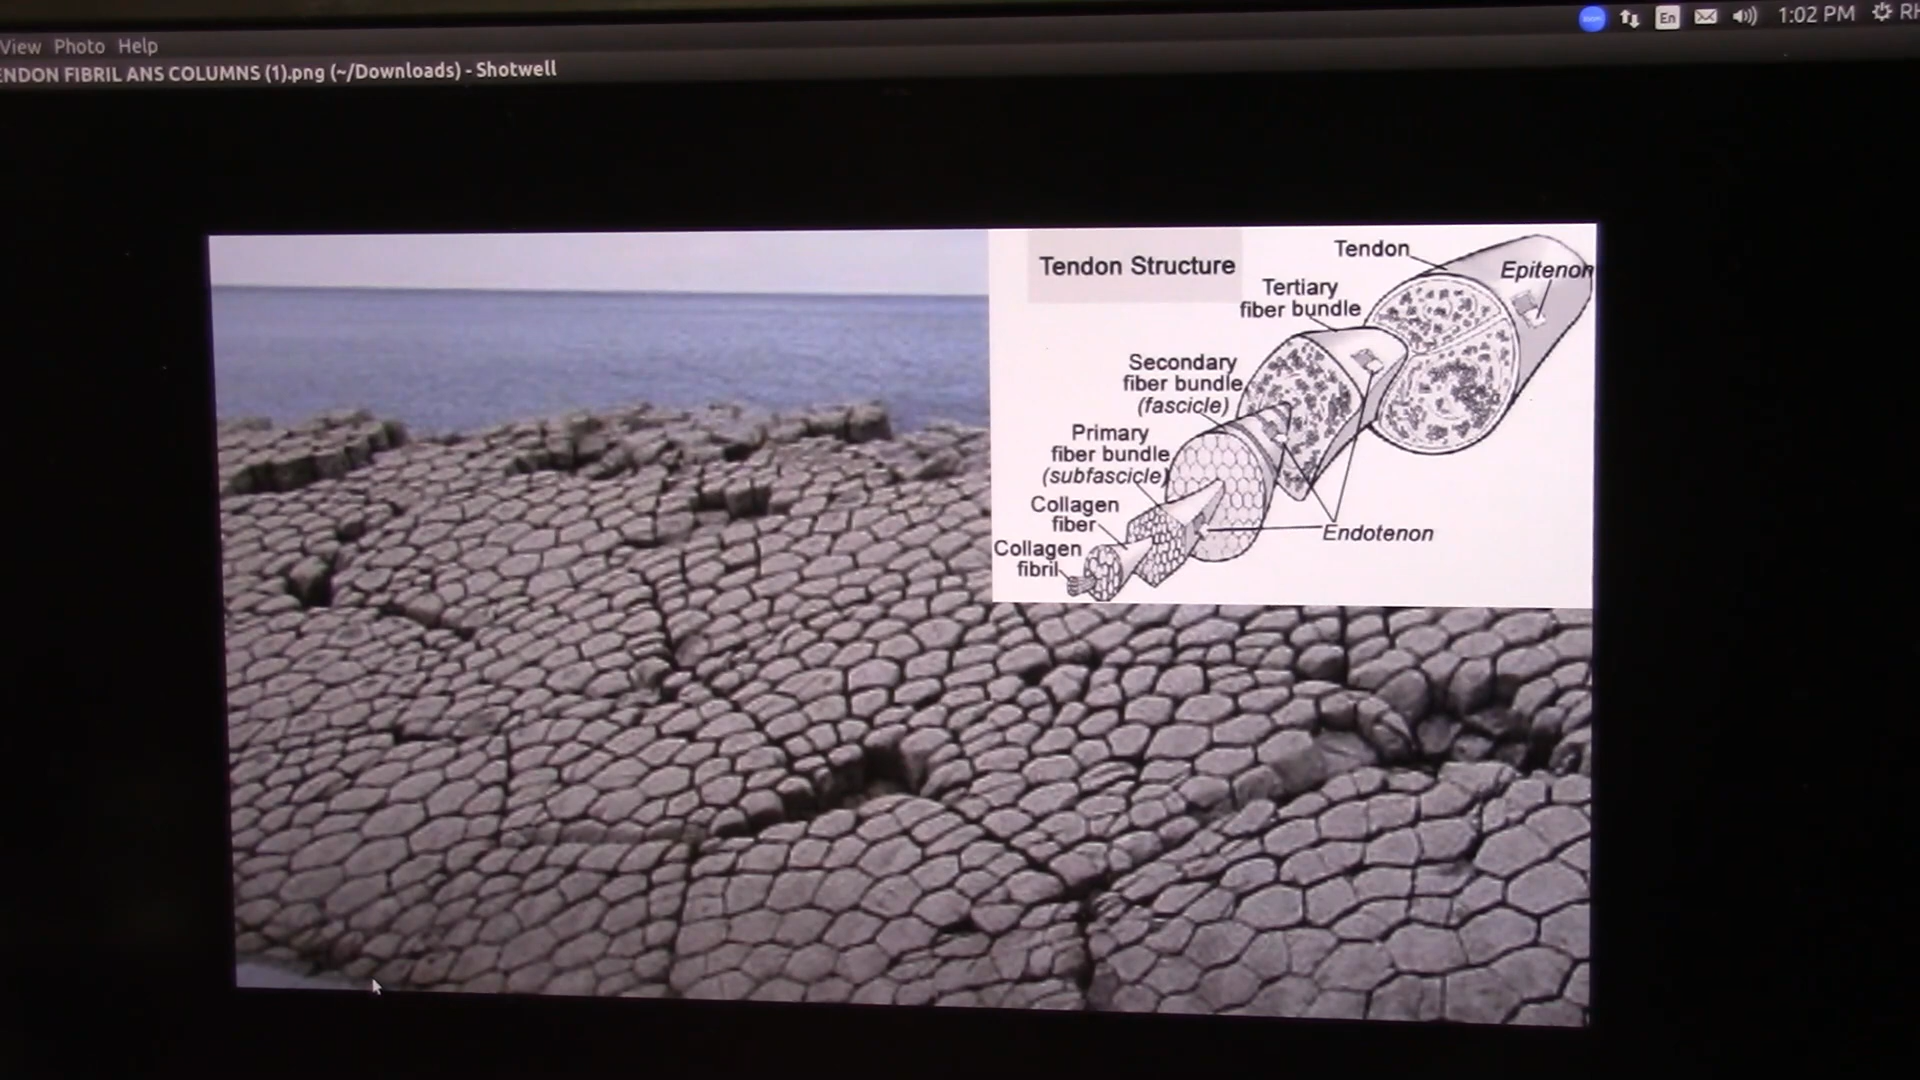 En
1:02 PM
View Photo Help
ENDON FIBRIL ANS COLUMNS (1).png (~/Downloads) - Shotwell
Tendon Structure
Tendon
Epitenon
Tertiary
fiber bundle
Secondary
fiber bundle
(fascicle)
Primary
fiber bundle
(subfascicle)
Collagen
fiber
Collagen
fibril
Endotenon